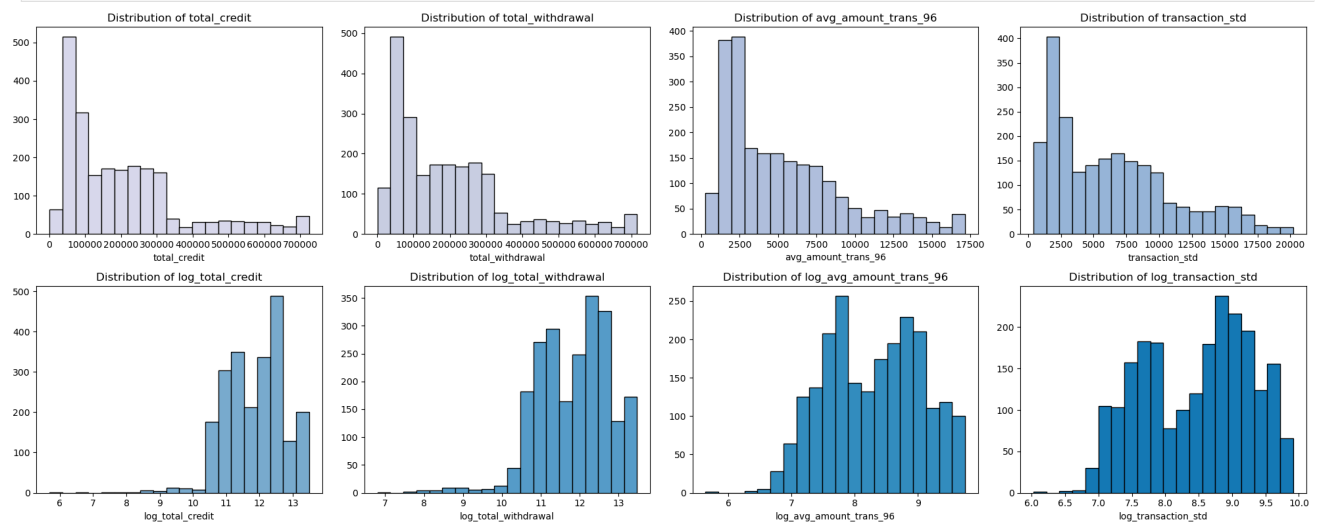 Distribution of total_credit
500
400
300
200
100
0
0 100000 200000 300000 400000 500000 600000 700000
total_credit
Distribution of total_withdrawal
500
400
300
200
100
0
0 100000 200000 300000 400000 500000 600000 700000
total_withdrawal
Distribution of avg_amount_trans_96
400
350
300
250
200
150
100
50
0
0 2500 5000 7500 10000 12500 15000 17500
avg_amount_trans_96
Distribution of transaction_std
400
350
300
250
200
150
100
50
0
0 2500 5000 7500 10000 12500 15000 17500 20000
transaction_std
Distribution of log_total_credit
500
400
300
200
100
0
6 7 8 9 10 11 12 13
log_total_credit
Distribution of log_total_withdrawal
350
300
250
200
150
100
50
0
7 8 9 10 11 12 13
log_total_withdrawal
Distribution of log_avg_amount_trans_96
250
200
150
100
50
0
6 7 8 9
log_avg_amount_trans_96
Distribution of log_transaction_std
200
150
100
50
0
6.0 6.5 7.0 7.5 8.0 8.5 9.0 9.5 10.0
log_transaction_std